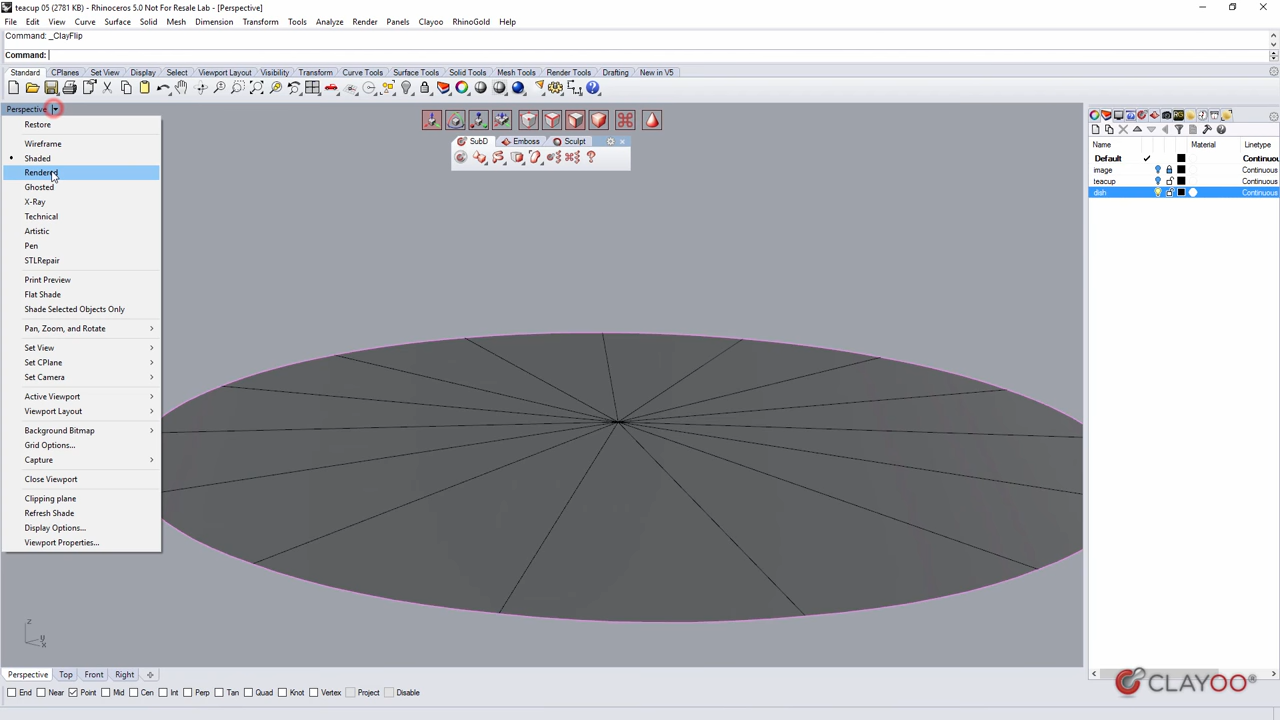 teacup 05 (2781 KB) - Rhinoceros 5.0 Not For Resale Lab - [Perspective]
File Edit View Curve Surface Solid Mesh Dimension Transform Tools Analyze Render Panels Clayoo RhinoGold Help
Command: _ClayFlip
Command:
Standard CPlanes Set View Display Select Viewport Layout Visibility Transform Curve Tools Surface Tools Solid Tools Mesh Tools Render Tools Drafting New in V5
Perspective
Restore
Wireframe
Shaded
Rendered
Ghosted
X-Ray
Technical
Artistic
Pen
STLRepair
Print Preview
Flat Shade
Shade Selected Objects Only
Pan, Zoom, and Rotate
Set View
Set CPlane
Set Camera
Active Viewport
Viewport Layout
Background Bitmap
Grid Options...
Capture
Close Viewport
Clipping plane
Refresh Shade
Display Options...
Viewport Properties...
SubD Emboss Sculpt
Name Material Linetype
Default Continuou
image Continuou
teacup Continuou
dish Continuou
z
y
x
Perspective Top Front Right
End Near Point Mid Cen Int Perp Tan Quad Knot Vertex Project Disable
CLAYOO®